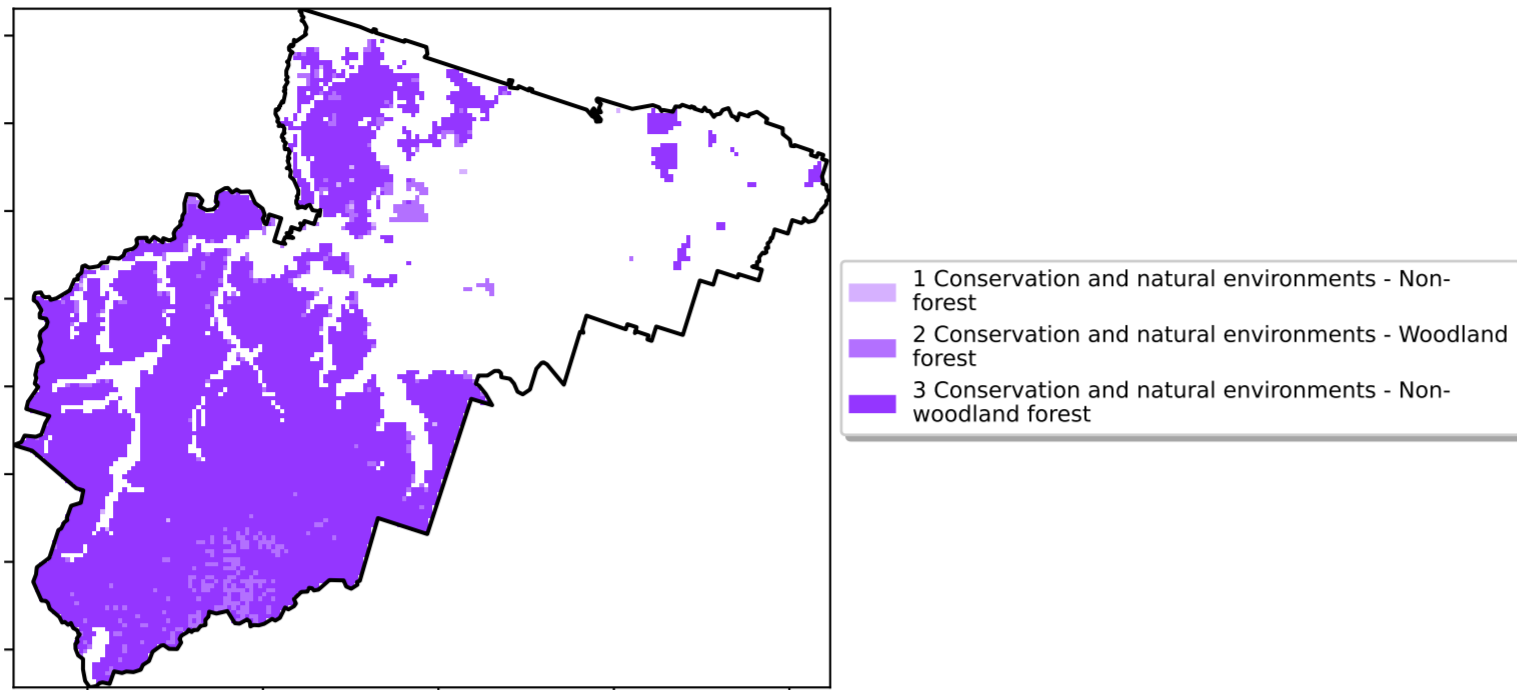 1 Conservation and natural environments - Non-
forest
2 Conservation and natural environments - Woodland
forest
3 Conservation and natural environments - Non-
woodland forest